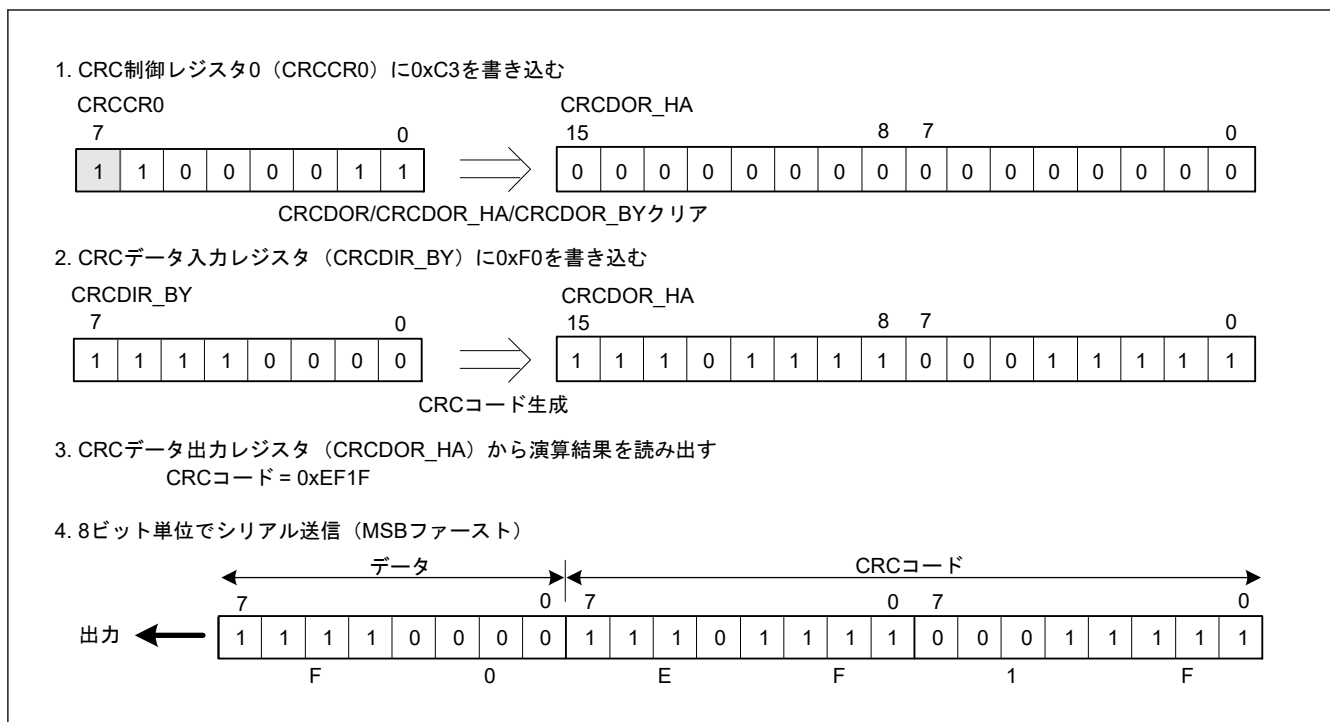 1. CRC制御レジスタ0（CRCCR0）に0xC3を書き込む
CRCCR0
CRCDOR_HA
7 0 15 8 7 0
1 1 0 0 0 0 1 1 0 0 0 0 0 0 0 0 0 0 0 0 0 0 0 0
CRCDOR/CRCDOR_HA/CRCDOR_BYクリア
2. CRCデータ入力レジスタ（CRCDIR_BY）に0xF0を書き込む
CRCDIR_BY
CRCDOR_HA
7 0 15 8 7 0
1 1 1 1 0 0 0 0 1 1 1 0 1 1 1 1 0 0 0 1 1 1 1 1
CRCコード生成
3. CRCデータ出力レジスタ（CRCDOR_HA）から演算結果を読み出す
CRCコード = 0xEF1F
4. 8ビット単位でシリアル送信（MSBファースト）
データ CRCコード
7 0 7 0 7 0
出力 1 1 1 1 0 0 0 0 1 1 1 0 1 1 1 1 0 0 0 1 1 1 1 1
F 0 E F 1 F